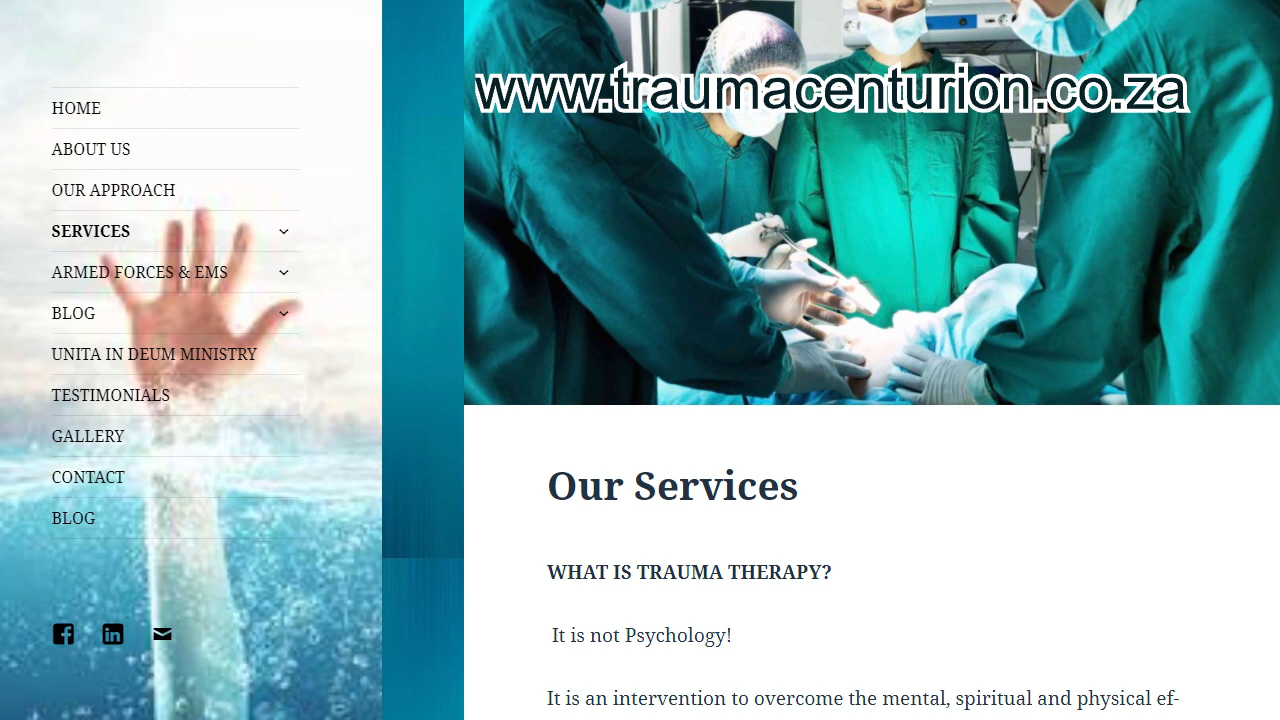 HOME
ABOUT US
OUR APPROACH
SERVICES
ARMED FORCES & EMS
BLOG
UNITA IN DEUM MINISTRY
TESTIMONIALS
GALLERY
CONTACT
BLOG
www.traumacenturion.co.za
Our Services
WHAT IS TRAUMA THERAPY?
It is not Psychology!
It is an intervention to overcome the mental, spiritual and physical ef-